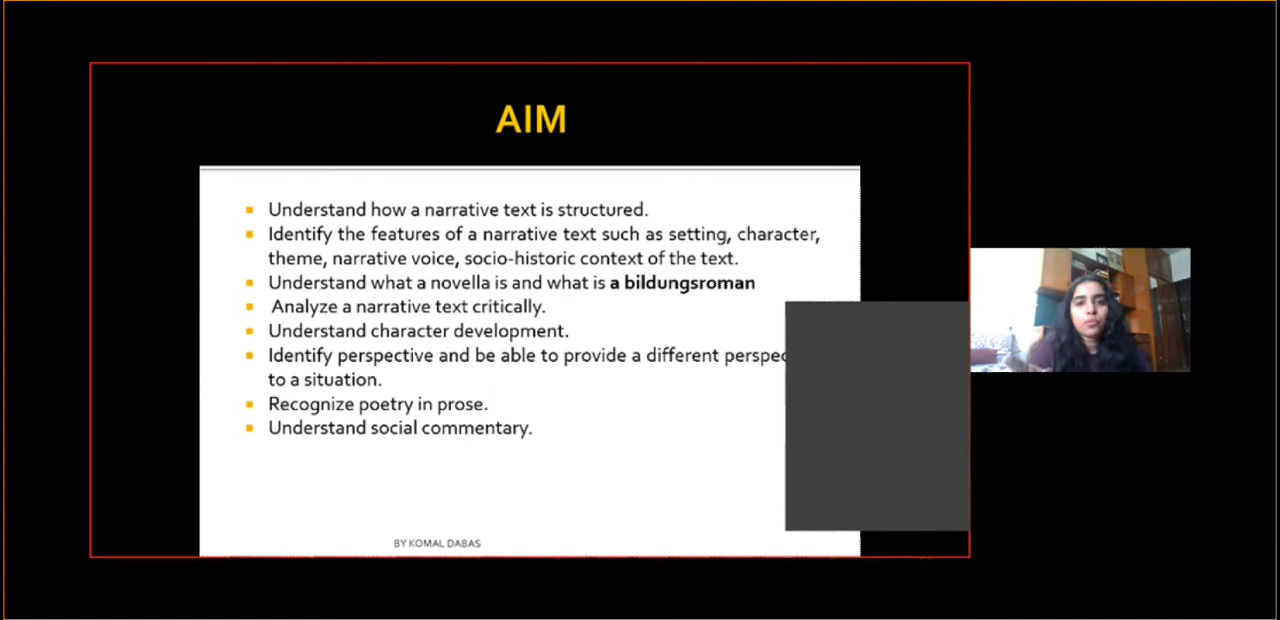 AIM
Understand how a narrative text is structured.
Identify the features of a narrative text such as setting, character,
theme, narrative voice, socio-historic context of the text.
Understand what a novella is and what is a bildungsroman
Analyze a narrative text critically.
Understand character development.
Identify perspective and be able to provide a different perspec
to a situation.
Recognize poetry in prose.
Understand social commentary.
BY KOMAL DABAS